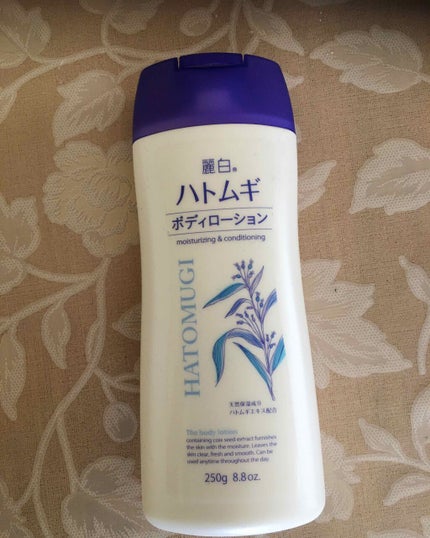 麗白®
ハトムギ
ボディローション
moisturizing & conditioning
HATOMUGI
天然保湿成分
ハトムギエキス配合
The body lotion
containing coix seed extract furnishes
the skin with the moisture. Leaves the
skin clear, fresh and smooth. Can be
used anytime throughout the day.
250g 8.8oz.